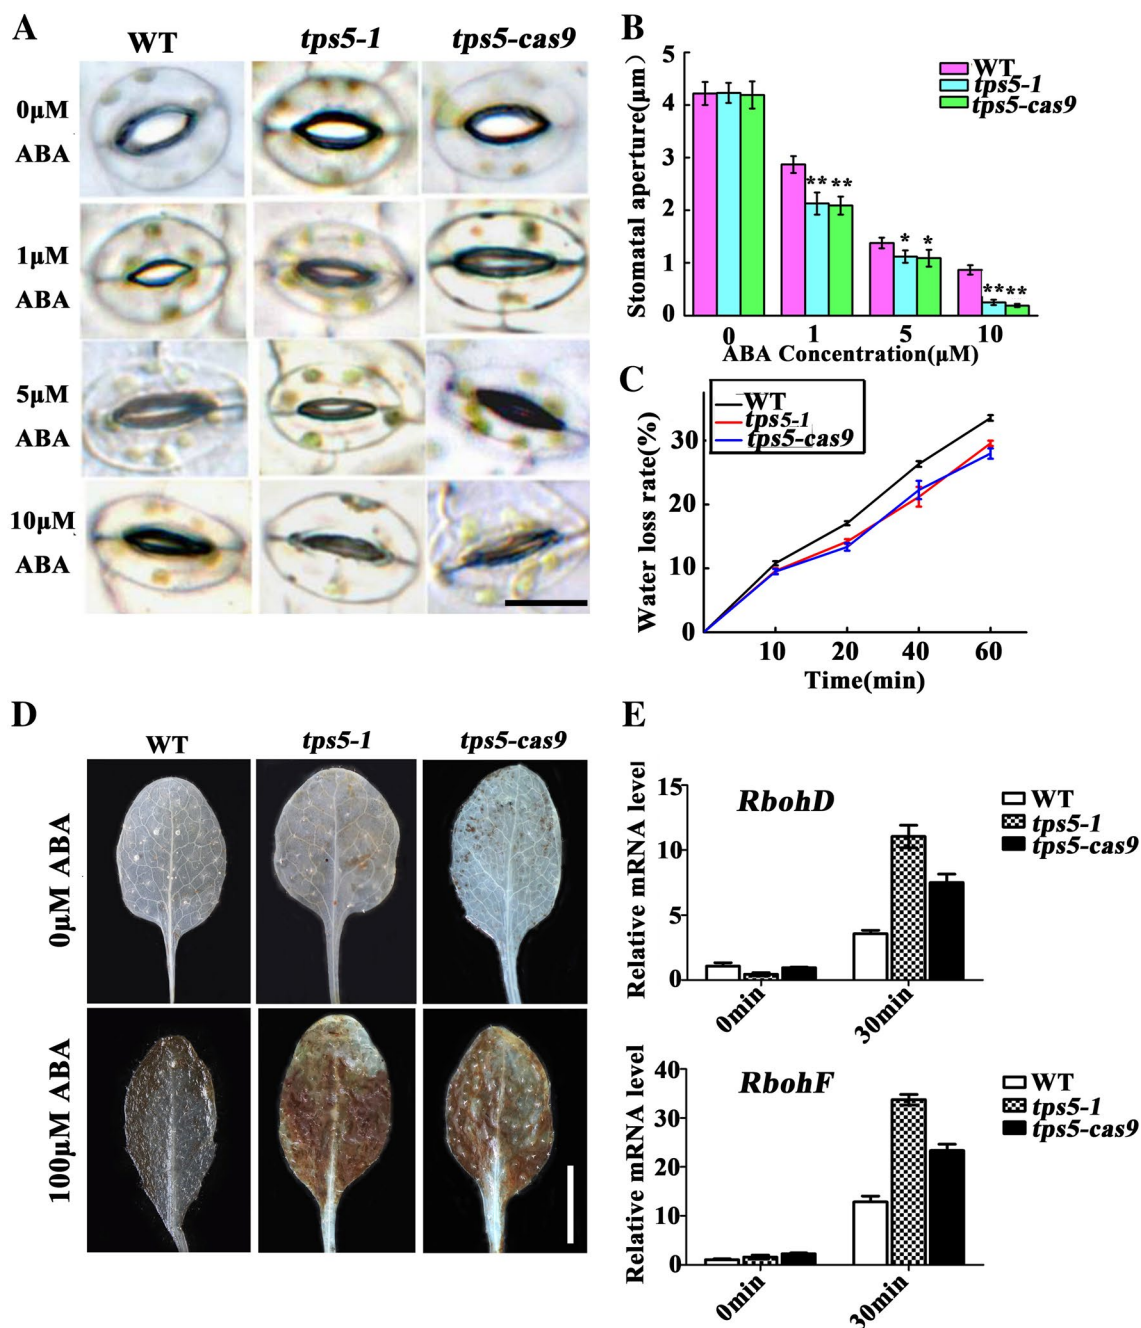 A
WT
tps5-1
tps5-cas9
0μM
ABA
1μM
ABA
5μM
ABA
10μM
ABA
B
Stomatal aperture(μm)
5
4
3
2
1
0
WT
tps5-1
tps5-cas9
** **
* *
** **
0 1 5 10
ABA Concentration(μM)
C
Water loss rate(%)
30
20
10
0
WT
tps5-1
tps5-cas9
10 20 40 60
Time(min)
D
WT
tps5-1
tps5-cas9
0μM ABA
100μM ABA
E
Relative mRNA level
15
10
5
0
RbohD
WT
tps5-1
tps5-cas9
0min
30min
Relative mRNA level
40
30
20
10
0
RbohF
WT
tps5-1
tps5-cas9
0min
30min